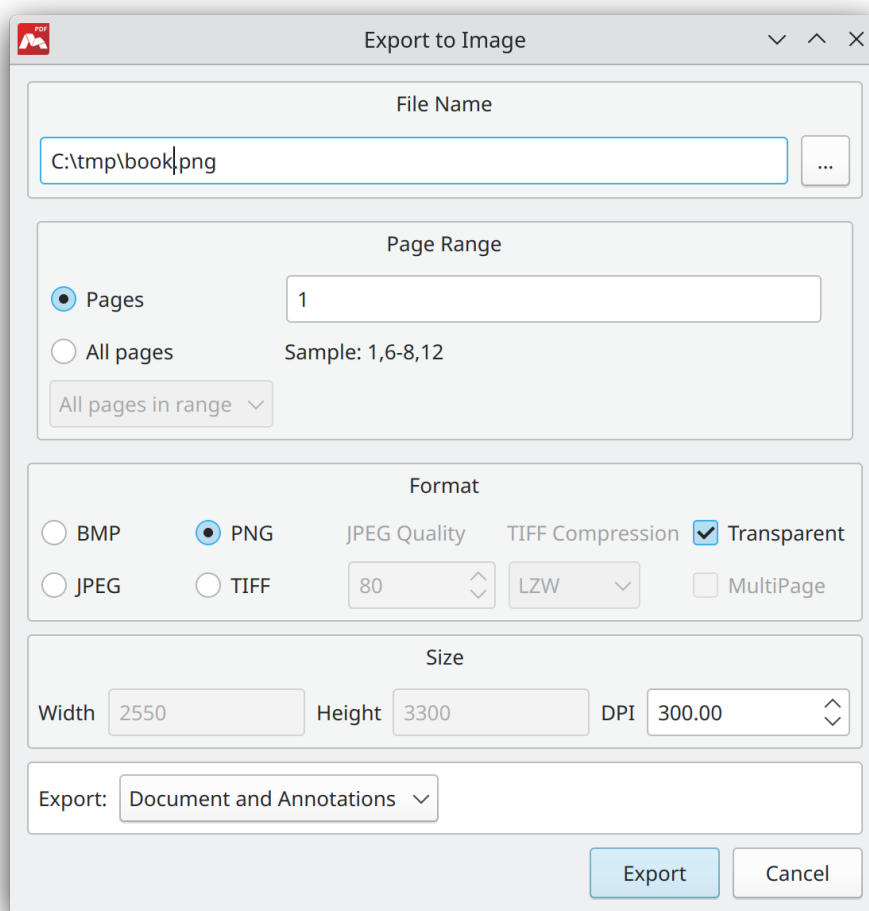 PDF
Export to Image
File Name
C:\tmp\book.png
...
Page Range
Pages
1
All pages
Sample: 1,6-8,12
All pages in range
Format
BMP
PNG
JPEG Quality
TIFF Compression
Transparent
JPEG
TIFF
80
LZW
MultiPage
Size
Width
2550
Height
3300
DPI
300.00
Export:
Document and Annotations
Export
Cancel